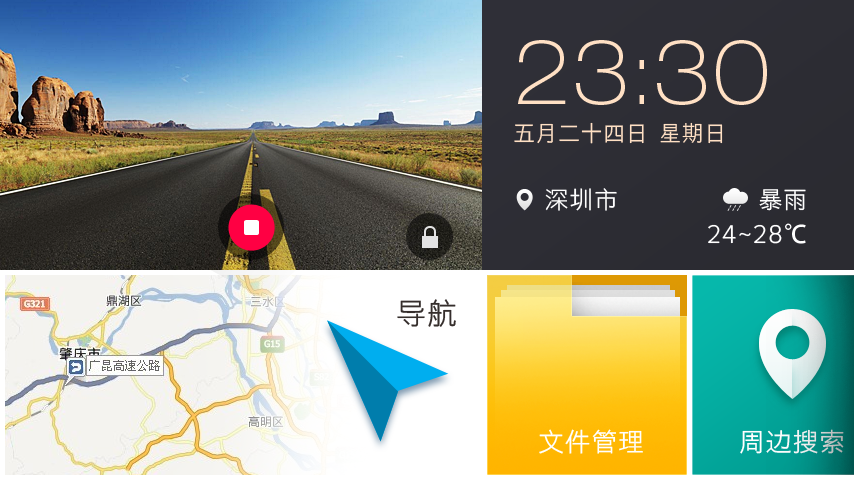 23:30
五月二十四日 星期日
深圳市 暴雨
24~28℃
G321
鼎湖区
三水区
导航
肇庆市
G15
广昆高速公路
高明区
文件管理
周边搜索